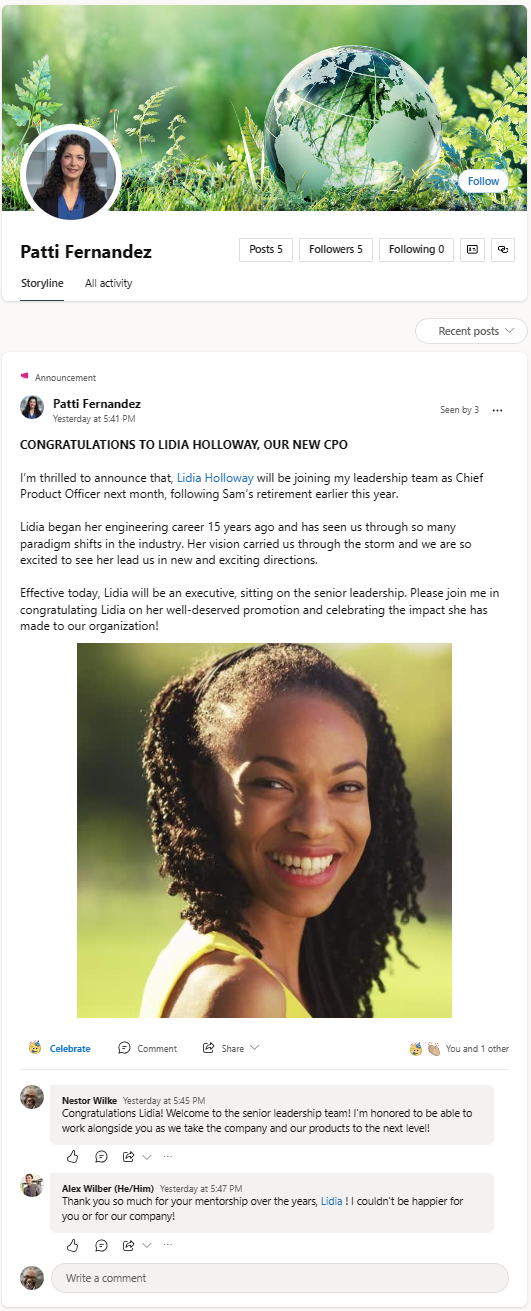 Follow
Patti Fernandez
Posts 5
Followers 5
Following 0
Storyline
All activity
Recent posts
Announcement
Patti Fernandez
Yesterday at 5:41 PM
Seen by 3
CONGRATULATIONS TO LIDIA HOLLOWAY, OUR NEW CPO
I'm thrilled to announce that, Lidia Holloway will be joining my leadership team as Chief
Product Officer next month, following Sam's retirement earlier this year.
Lidia began her engineering career 15 years ago and has seen us through so many
paradigm shifts in the industry. Her vision carried us through the storm and we are so
excited to see her lead us in new and exciting directions.
Effective today, Lidia will be an executive, sitting on the senior leadership. Please join me in
congratulating Lidia on her well-deserved promotion and celebrating the impact she has
made to our organization!
Celebrate
Comment
Share
You and 1 other
Nestor Wilke Yesterday at 5:45 PM
Congratulations Lidia! Welcome to the senior leadership team! I'm honored to be able to
work alongside you as we take the company and our products to the next level!
Alex Wilber (He/Him) Yesterday at 5:47 PM
Thank you so much for your mentorship over the years, Lidia ! I couldn't be happier for
you or for our company!
Write a comment